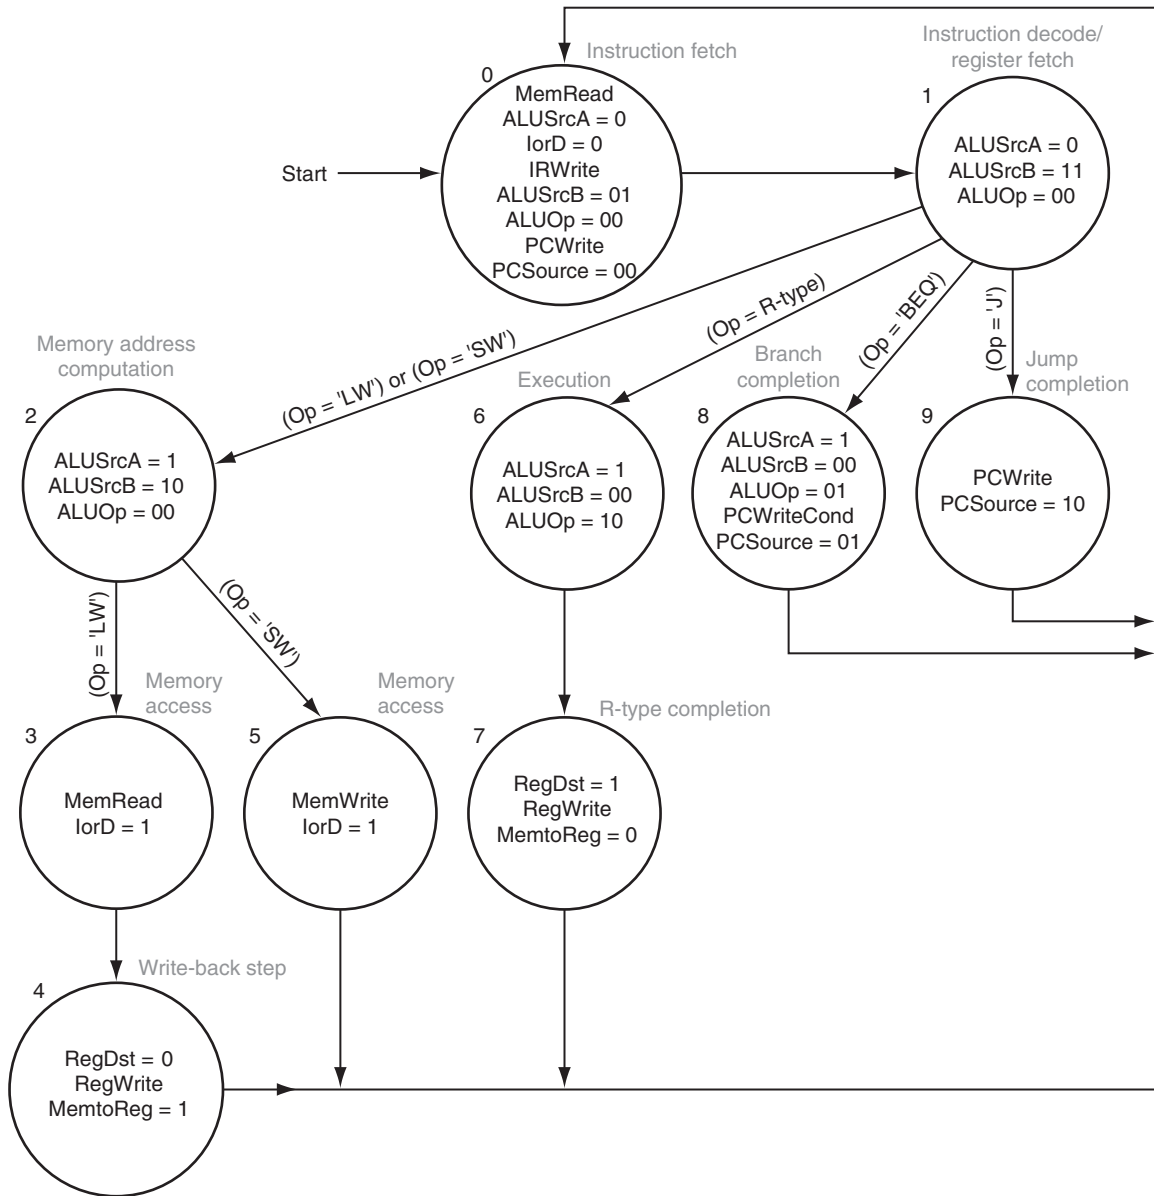 Instruction fetch
Instruction decode/
register fetch
0
MemRead
ALUSrcA = 0
IorD = 0
IRWrite
ALUSrcB = 01
ALUOp = 00
PCWrite
PCSource = 00
Start
1
ALUSrcA = 0
ALUSrcB = 11
ALUOp = 00
(Op = 'LW') or (Op = 'SW')
(Op = R-type)
(Op = 'BEQ')
(Op = 'J')
Memory address
computation
2
ALUSrcA = 1
ALUSrcB = 10
ALUOp = 00
Execution
6
ALUSrcA = 1
ALUSrcB = 00
ALUOp = 10
Branch
completion
8
ALUSrcA = 1
ALUSrcB = 00
ALUOp = 01
PCWriteCond
PCSource = 01
Jump
completion
9
PCWrite
PCSource = 10
(Op = 'LW')
(Op = 'SW')
Memory
access
3
MemRead
IorD = 1
Memory
access
5
MemWrite
IorD = 1
R-type completion
7
RegDst = 1
RegWrite
MemtoReg = 0
Write-back step
4
RegDst = 0
RegWrite
MemtoReg = 1